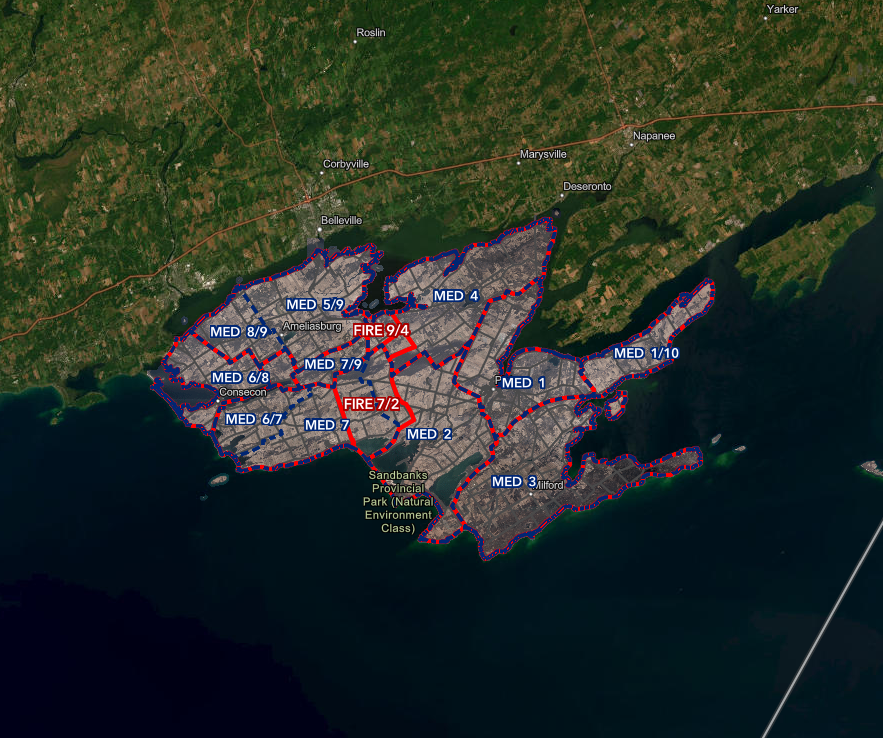 Yarker
Roslin
Napanee
Marysville
Corbyville
Deseronto
Belleville
MED 4
MED 5/9
Ameliasburg
FIRE 9/4
MED 8/9
MED 1/10
MED 7/9
MED 6/8
P
MED 1
Consecon
FIRE 7/2
MED 6/7
MED 7
MED 2
Sandbanks
Provincial
Park (Natural
Environment
Class)
MED 3
Milford